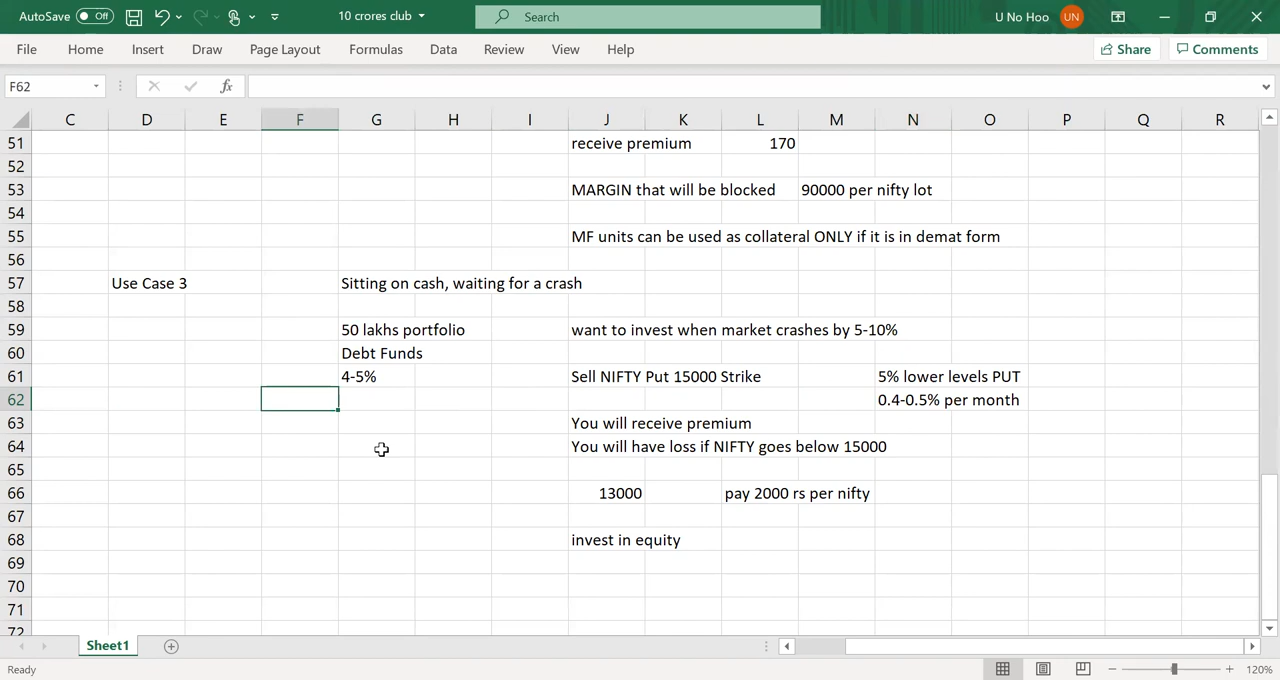 AutoSave Off 10 crores club Search U No Hoo UN
File Home Insert Draw Page Layout Formulas Data Review View Help Share Comments
F62 fx
C D E F G H I J K L M N O P Q R
51 receive premium 170
52
53 MARGIN that will be blocked 90000 per nifty lot
54
55 MF units can be used as collateral ONLY if it is in demat form
56
57 Use Case 3 Sitting on cash, waiting for a crash
58
59 50 lakhs portfolio want to invest when market crashes by 5-10%
60 Debt Funds
61 4-5% Sell NIFTY Put 15000 Strike 5% lower levels PUT
62 0.4-0.5% per month
63 You will receive premium
64 You will have loss if NIFTY goes below 15000
65
66 13000 pay 2000 rs per nifty
67
68 invest in equity
69
70
71
72
Sheet1
Ready 120%